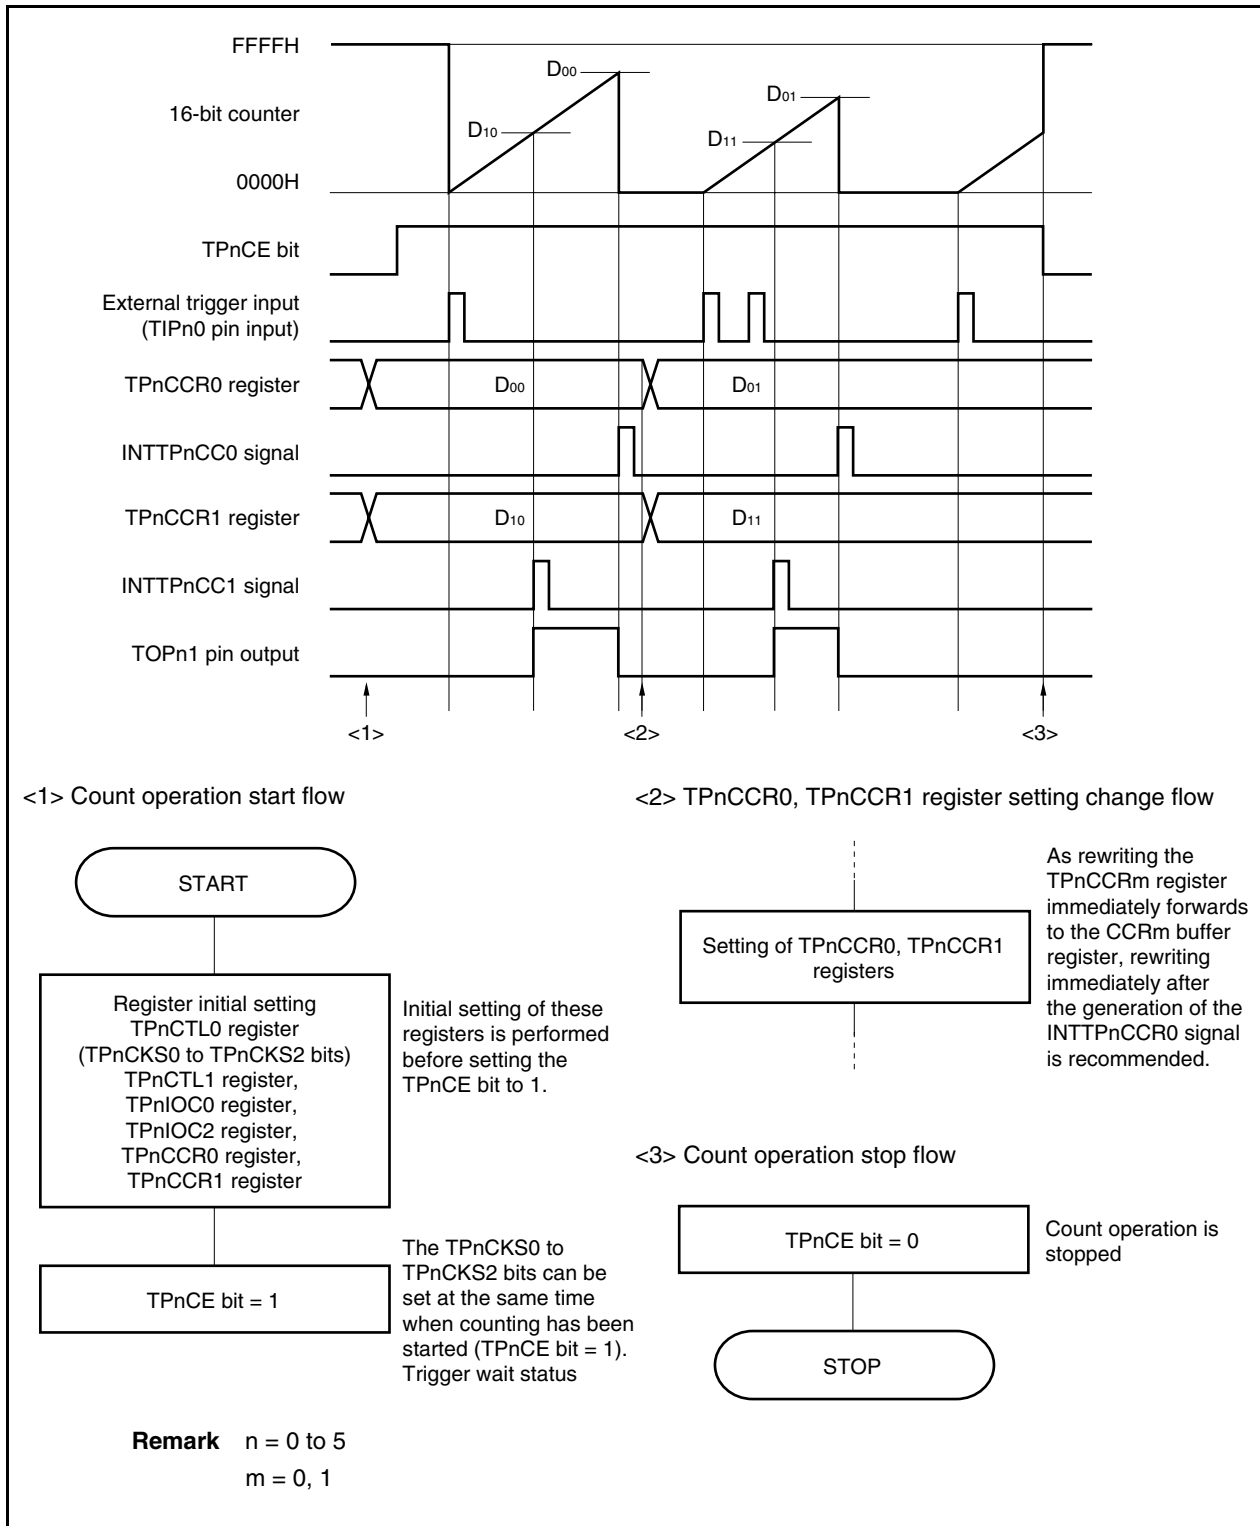 FFFFH
D00
D01
16-bit counter
D10
D11
0000H
TPnCE bit
External trigger input
(TIPn0 pin input)
TPnCCR0 register
D00
D01
INTTPnCC0 signal
TPnCCR1 register
D10
D11
INTTPnCC1 signal
TOPn1 pin output
<1>
<2>
<3>
<1> Count operation start flow
START
Register initial setting
TPnCTL0 register
(TPnCKS0 to TPnCKS2 bits)
TPnCTL1 register,
TPnIOC0 register,
TPnIOC2 register,
TPnCCR0 register,
TPnCCR1 register
Initial setting of these
registers is performed
before setting the
TPnCE bit to 1.
TPnCE bit = 1
The TPnCKS0 to
TPnCKS2 bits can be
set at the same time
when counting has been
started (TPnCE bit = 1).
Trigger wait status
<2> TPnCCR0, TPnCCR1 register setting change flow
Setting of TPnCCR0, TPnCCR1
registers
As rewriting the
TPnCCRm register
immediately forwards
to the CCRm buffer
register, rewriting
immediately after
the generation of the
INTTPnCCR0 signal
is recommended.
<3> Count operation stop flow
TPnCE bit = 0
Count operation is
stopped
STOP
Remark n = 0 to 5
m = 0, 1